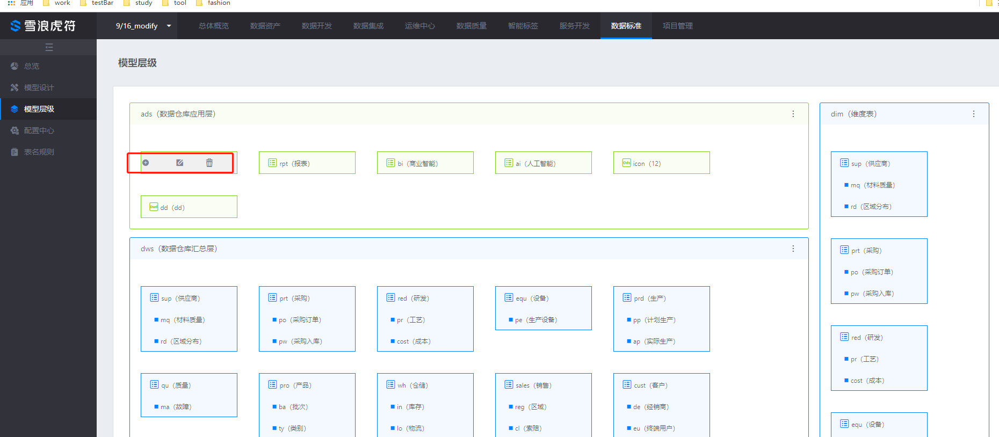 应用 work testBar study tool fashion
雪浪虎符 9/16_modify 总体概览 数据资产 数据开发 数据集成 运维中心 数据质量 智能标签 服务开发 数据标准 项目管理
总览
模型设计
模型层级
配置中心
表名规则
模型层级
ads（数据仓库应用层）
rpt（报表） bi（商业智能） ai（人工智能） Ods icon（12）
Dwd dd（dd）
dws（数据仓库汇总层）
sup（供应商） prt（采购） red（研发） equ（设备） prd（生产）
mq（材料质量） po（采购订单） pr（工艺） pe（生产设备） pp（计划生产）
rd（区域分布） pw（采购入库） cost（成本） ap（实际生产）
qu（质量） pro（产品） wh（仓储） sales（销售） cust（客户）
ma（故障） ba（批次） in（库存） reg（区域） de（经销商）
ty（类别） lo（物流） cl（索赔） eu（终端用户）
dim（维度表）
sup（供应商）
mq（材料质量）
rd（区域分布）
prt（采购）
po（采购订单）
pw（采购入库）
red（研发）
pr（工艺）
cost（成本）
equ（设备）